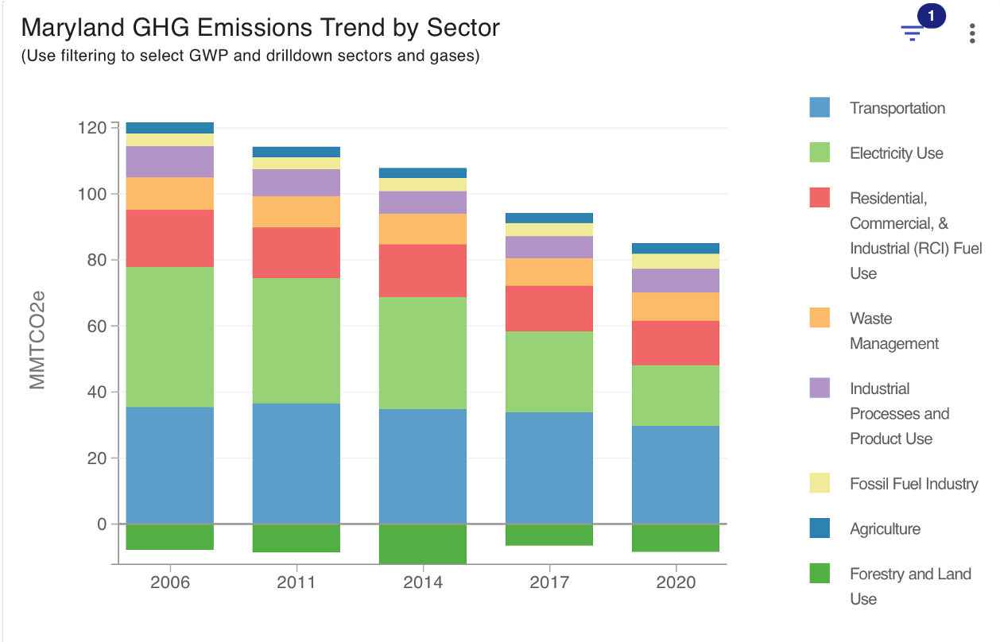 Maryland GHG Emissions Trend by Sector
(Use filtering to select GWP and drilldown sectors and gases)
1
MMTCO2e
120
100
80
60
40
20
0
2006
2011
2014
2017
2020
Transportation
Electricity Use
Residential,
Commercial, &
Industrial (RCI) Fuel
Use
Waste
Management
Industrial
Processes and
Product Use
Fossil Fuel Industry
Agriculture
Forestry and Land
Use